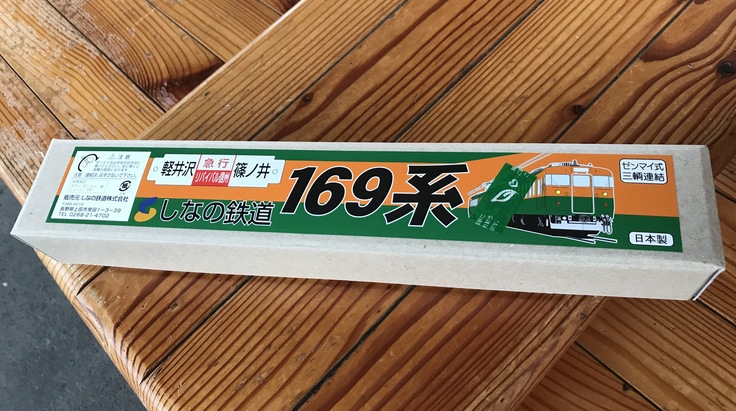 注意
販売元 しなの鉄道株式会社
長野県上田市常田1-3-39
TEL 0268-21-4702
軽井沢
急行
リバイバル信州
篠ノ井
しなの鉄道
169系
ゼンマイ式
三輌連結
日本製